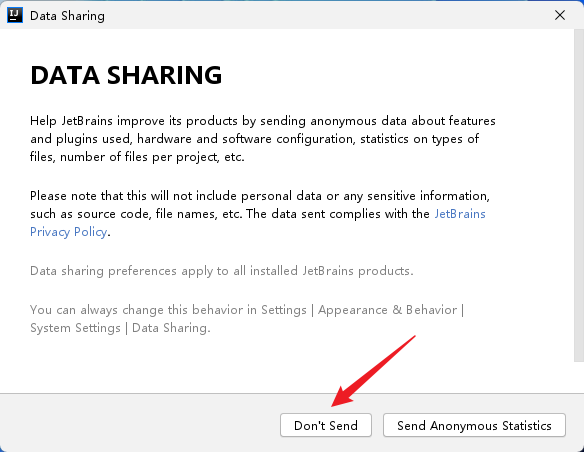 IJ
Data Sharing
DATA SHARING
Help JetBrains improve its products by sending anonymous data about features
and plugins used, hardware and software configuration, statistics on types of
files, number of files per project, etc.
Please note that this will not include personal data or any sensitive information,
such as source code, file names, etc. The data sent complies with the JetBrains
Privacy Policy.
Data sharing preferences apply to all installed JetBrains products.
You can always change this behavior in Settings | Appearance & Behavior |
System Settings | Data Sharing.
Don't Send
Send Anonymous Statistics